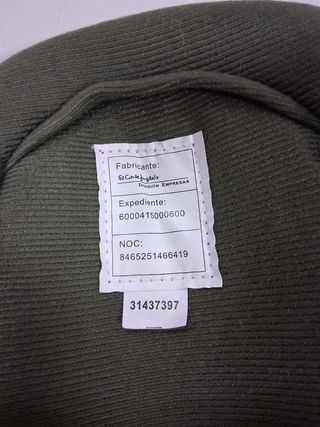 Fabricante:
El Corte Inglés
DIVISIÓN EMPRESAS
Expediente:
6000415000600
NOC:
8465251466419
31437397